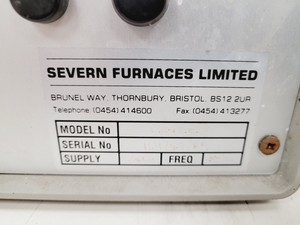 SEVERN FURNACES LIMITED
BRUNEL WAY, THORNBURY, BRISTOL, BS12 2UR
Telephone (0454) 414600 Fax (0454) 413277
MODEL No
SERIAL No
SUPPLY FREQ